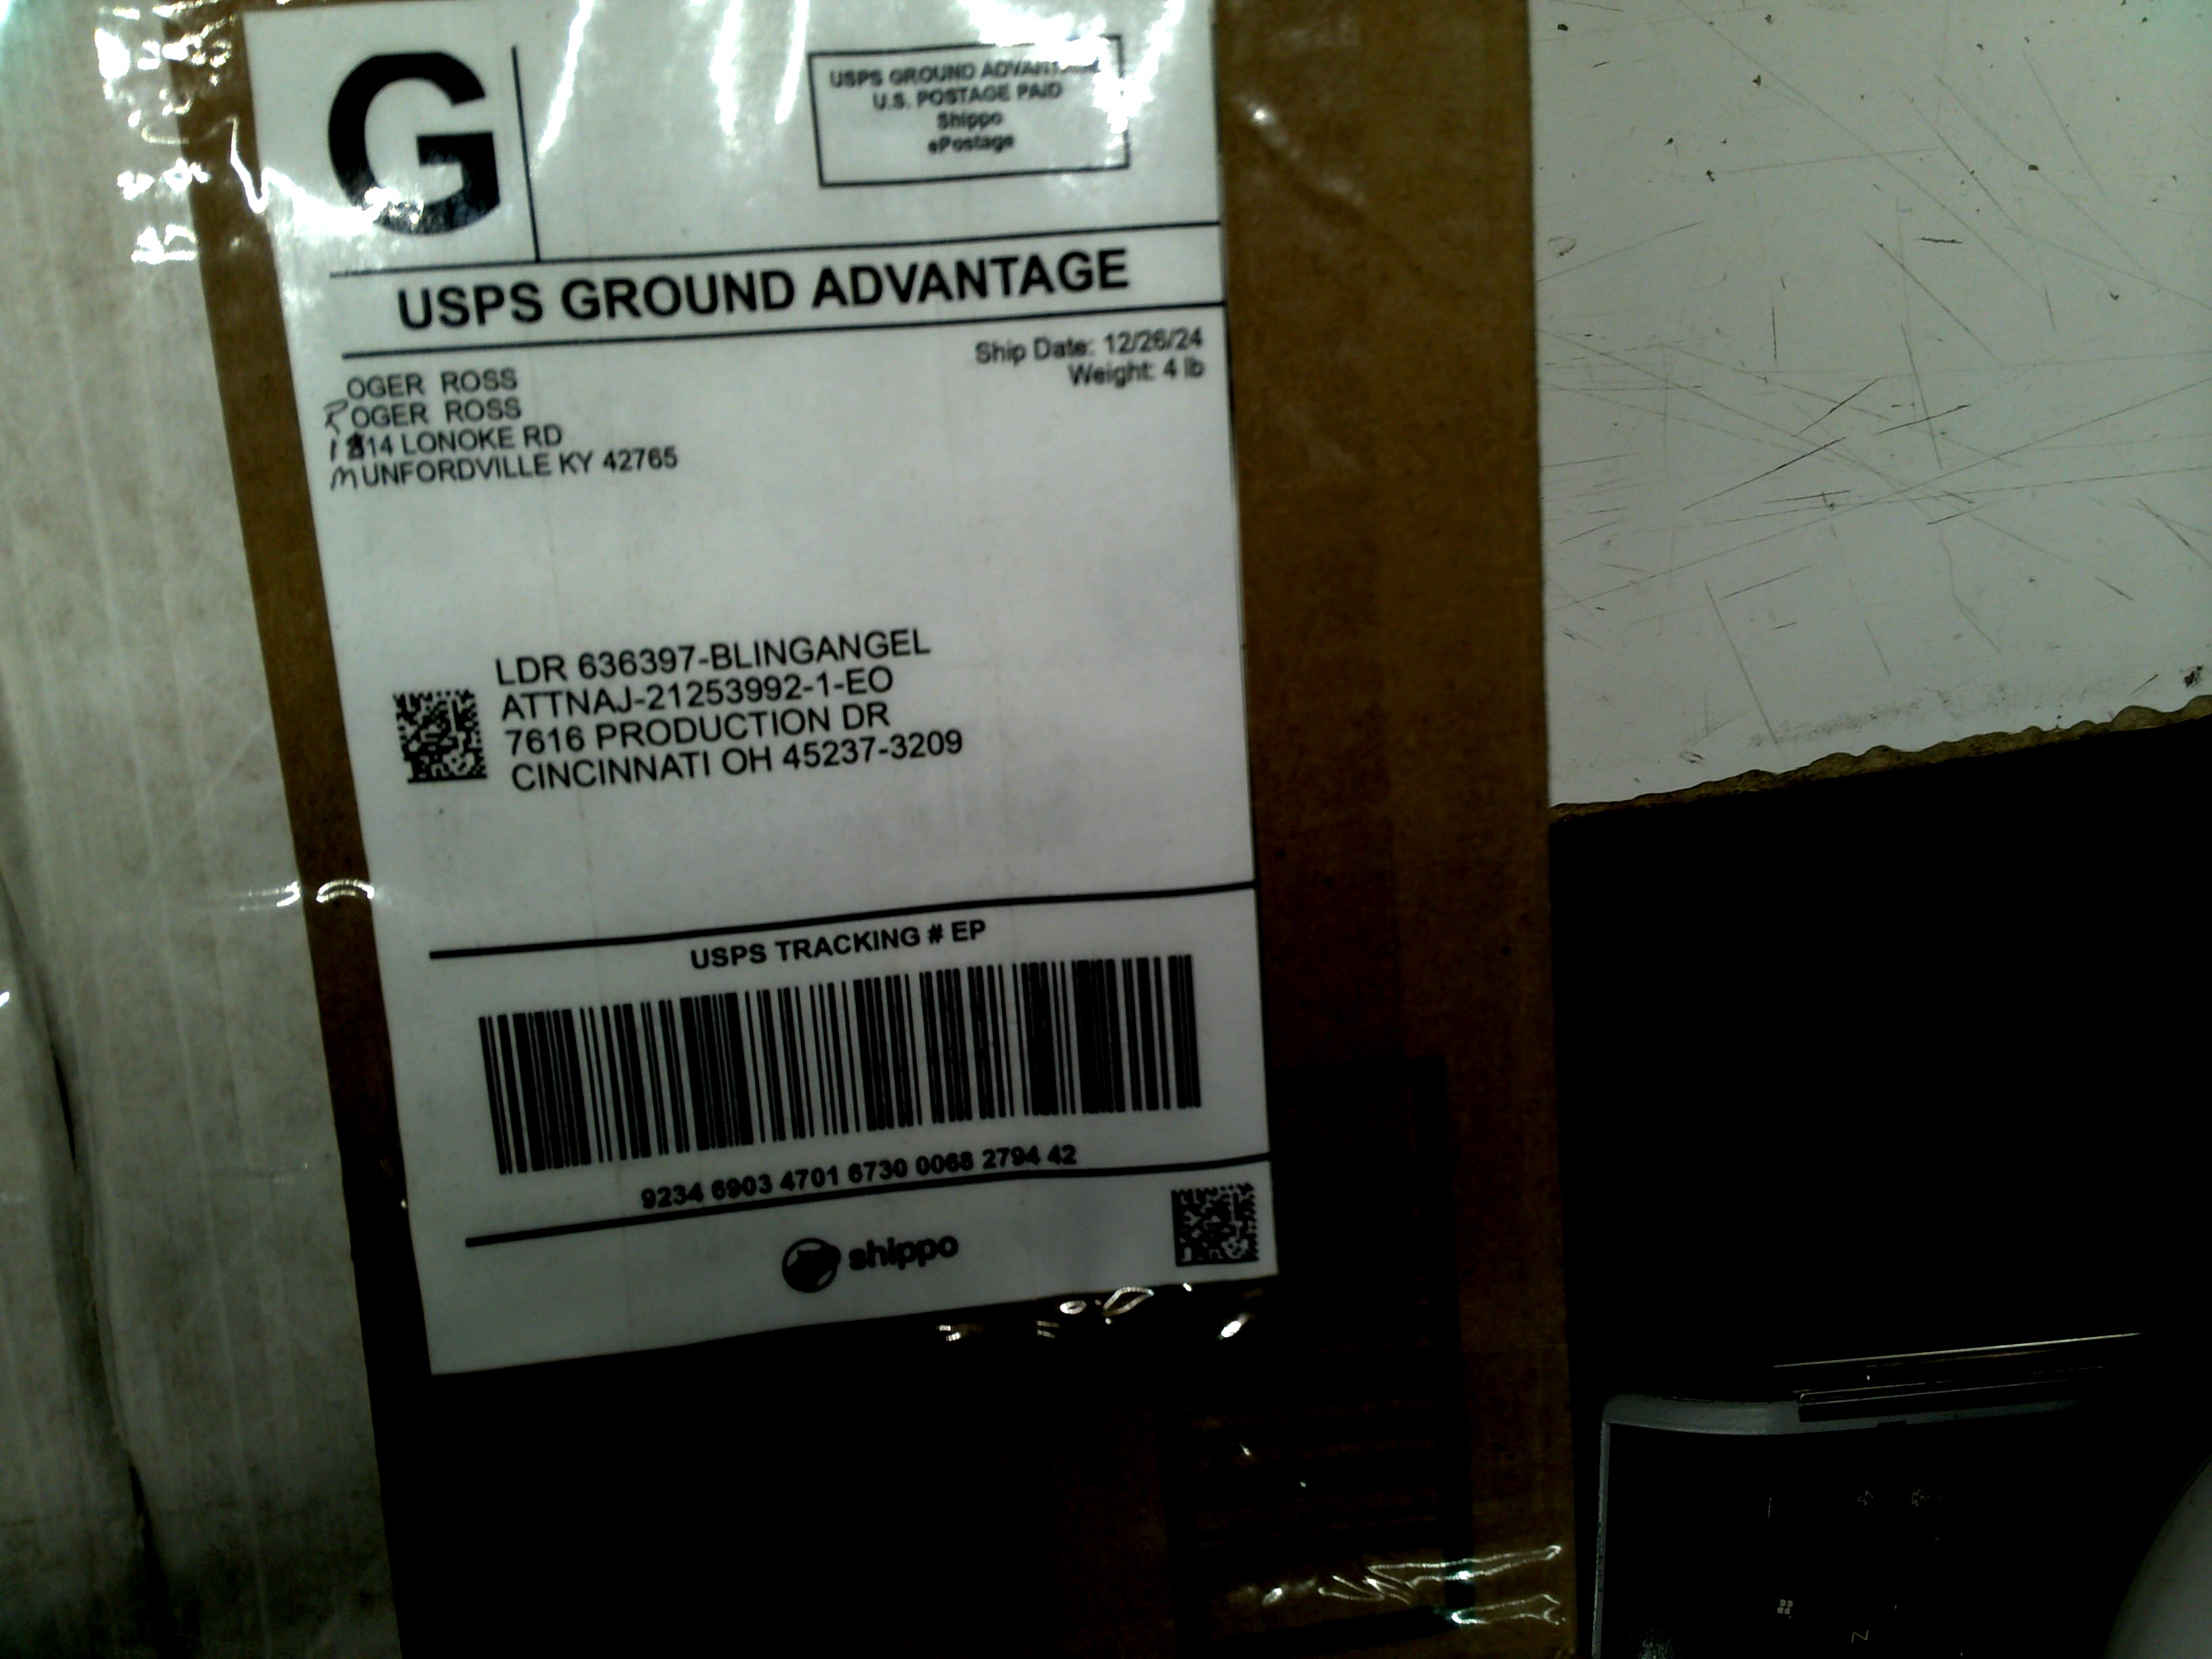 G
USPS GROUND ADVANTAGE
U.S. POSTAGE PAID
Shippo
ePostage
USPS GROUND ADVANTAGE
Ship Date: 12/26/24
Weight: 4 lb
OGER ROSS
ROGER ROSS
14 LONOKE RD
MUNFORDVILLE KY 42765
LDR 636397-BLINGANGEL
ATTNAJ-21253992-1-EO
7616 PRODUCTION DR
CINCINNATI OH 45237-3209
USPS TRACKING # EP
9234 6903 4701 6730 0068 2794 42
shippo